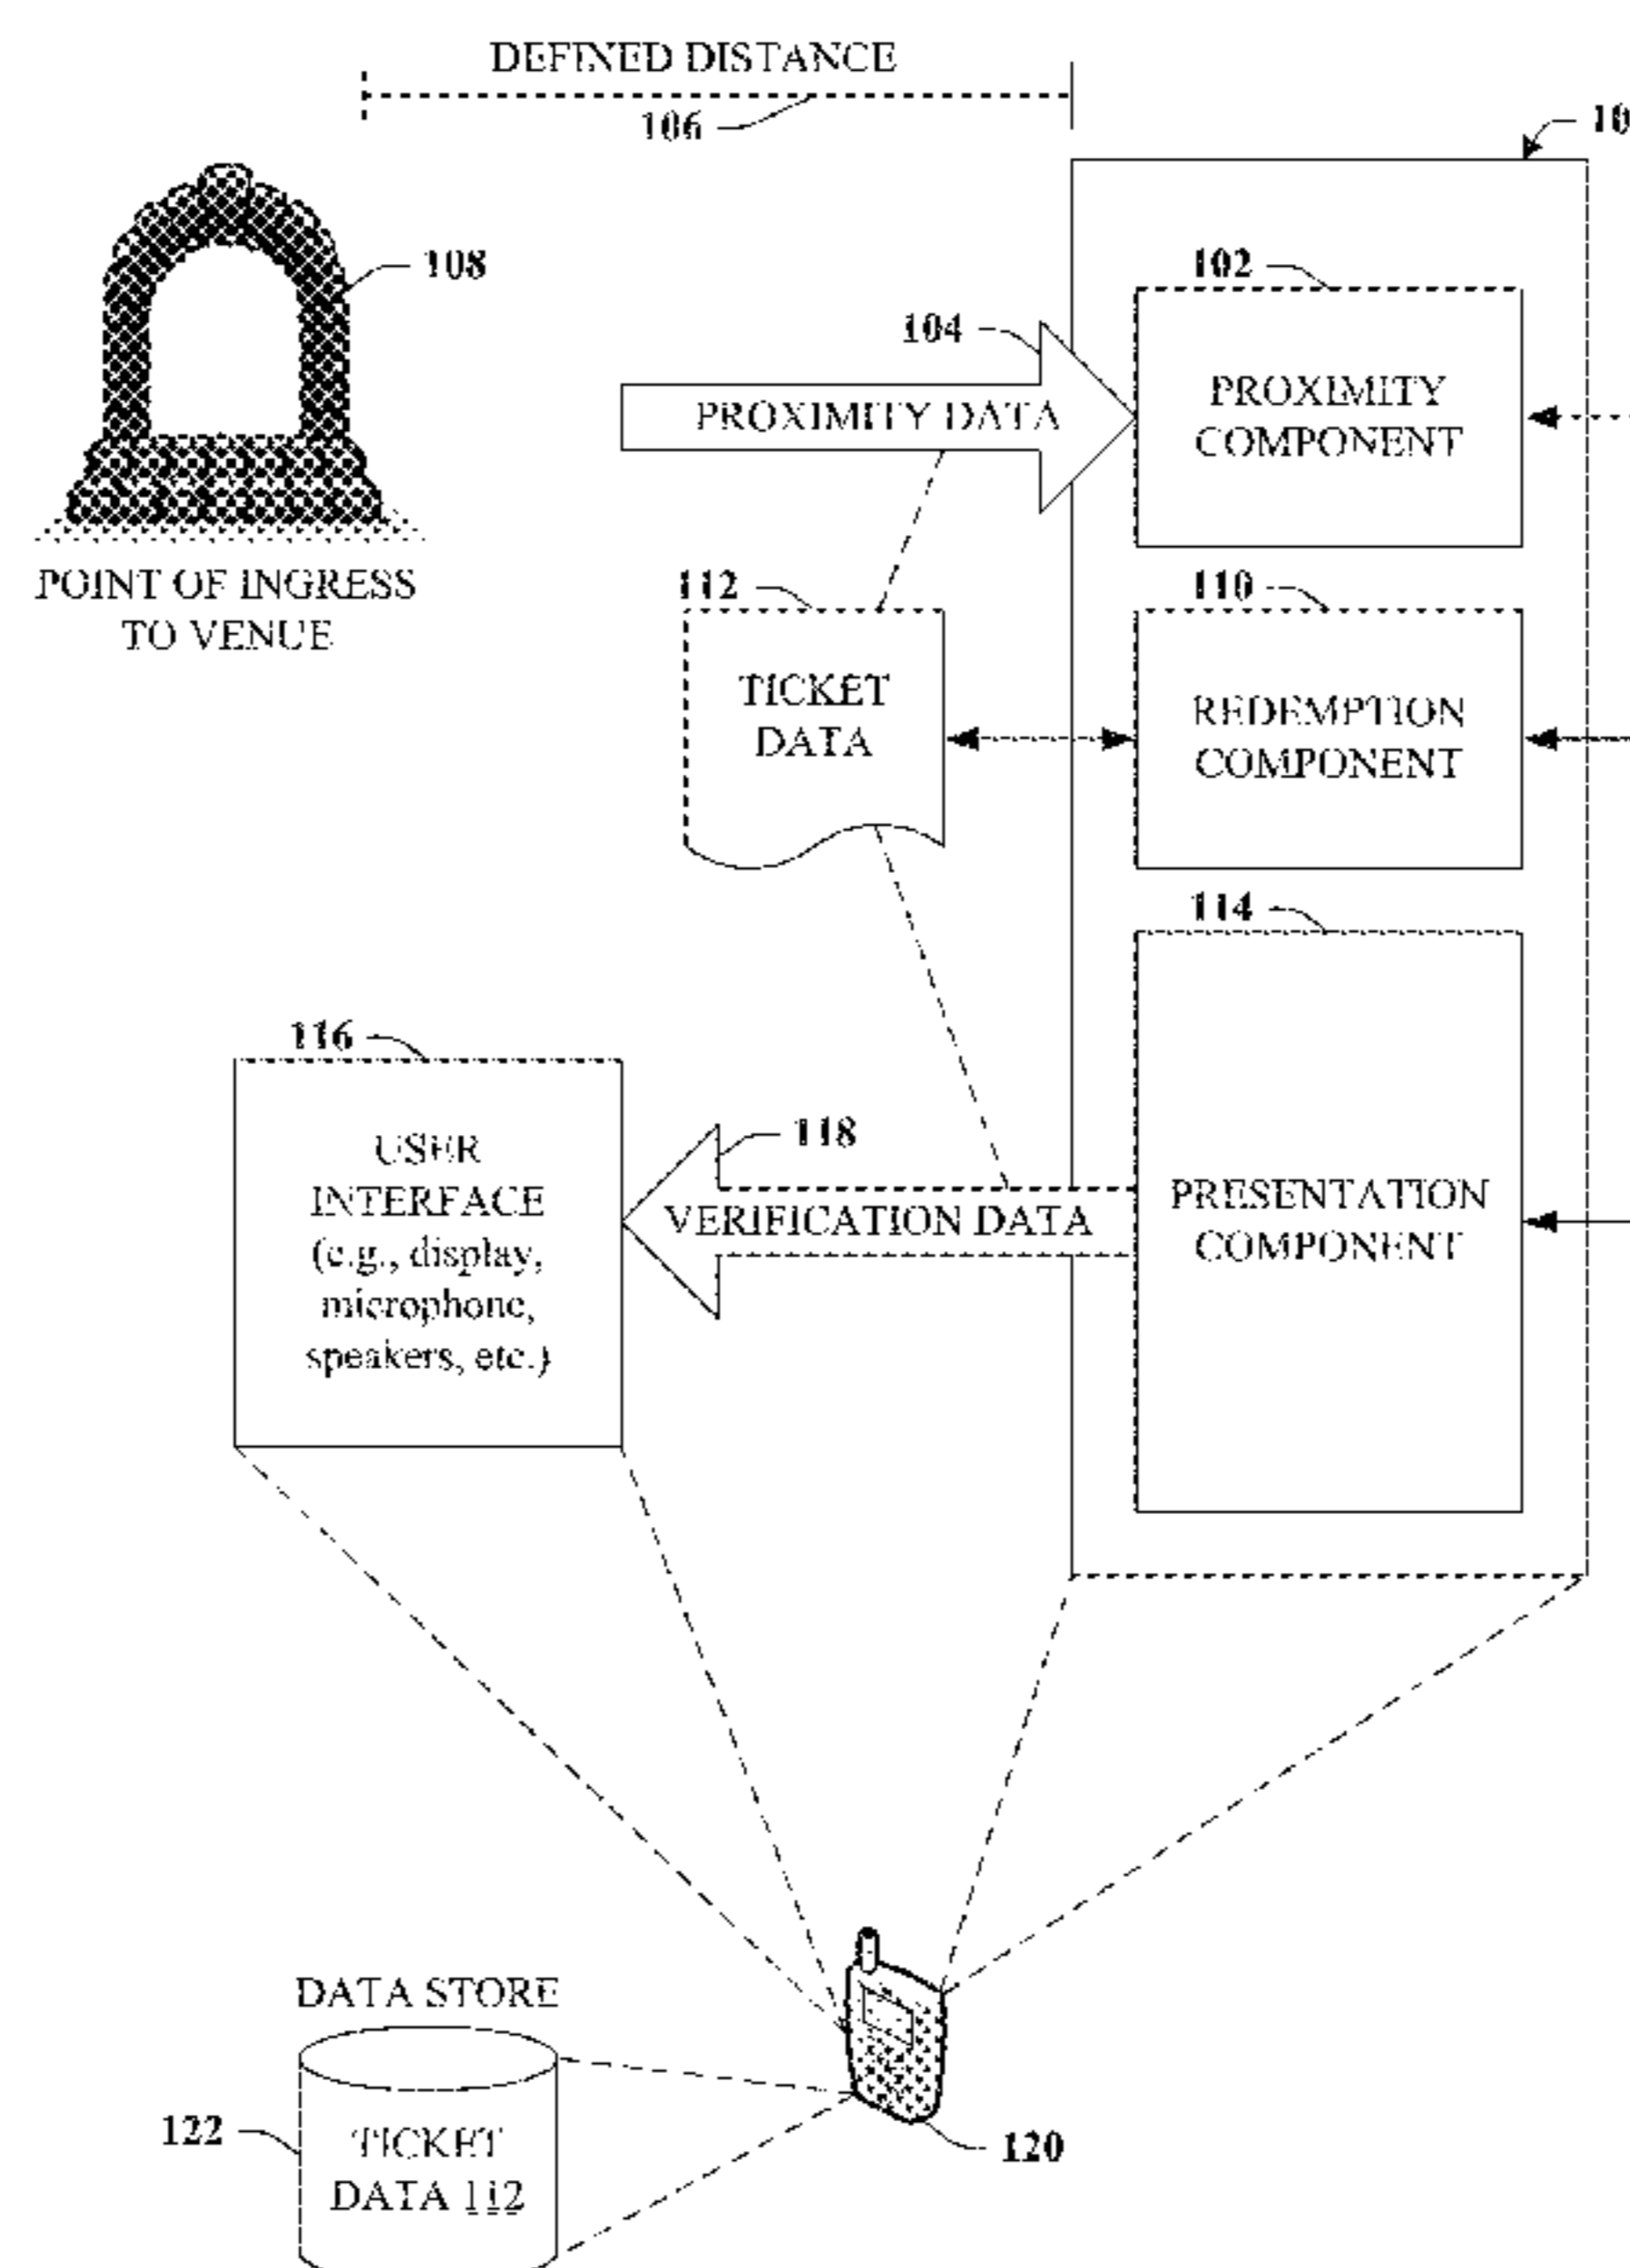 DEFINED DISTANCE
106
10
108
102
104
PROXIMITY DATA
PROXIMITY
COMPONENT
POINT OF INGRESS
TO VENUE
112
110
TICKET
DATA
REDEMPTION
COMPONENT
114
116
USER
INTERFACE
(e.g., display,
microphone,
speakers, etc.)
118
VERIFICATION DATA
PRESENTATION
COMPONENT
DATA STORE
122
TICKET
DATA 112
120